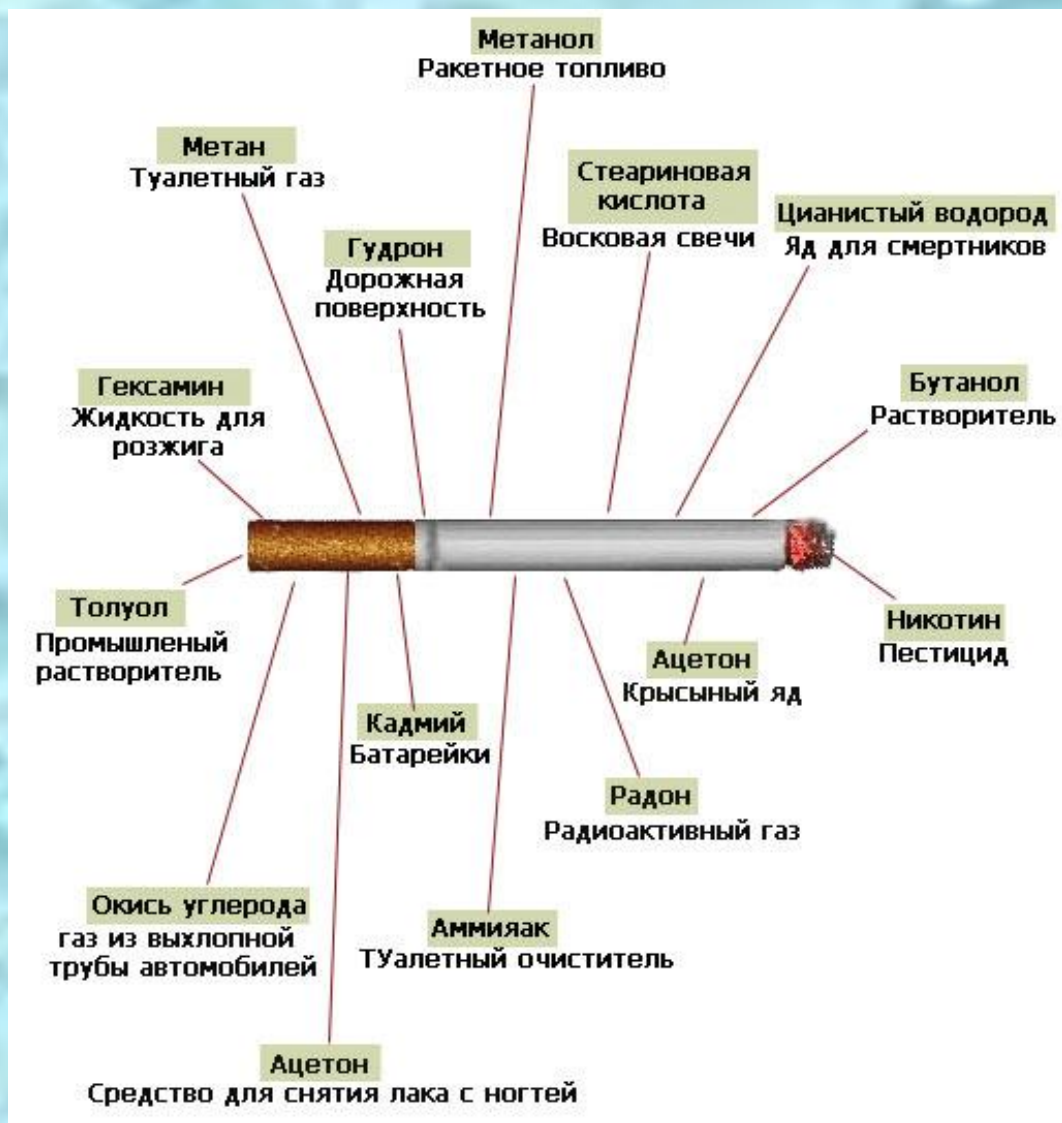 Метанол
Ракетное топливо
Метан
Туалетный газ
Стеариновая
кислота
Восковая свечи
Цианистый водород
Яд для смертников
Гудрон
Дорожная
поверхность
Гексамин
Жидкость для
розжига
Бутанол
Растворитель
Толуол
Промышленый
растворитель
Никотин
Пестицид
Ацетон
Крысыный яд
Кадмий
Батарейки
Радон
Радиоактивный газ
Окись углерода
газ из выхлопной
трубы автомобилей
Аммияак
ТУалетный очиститель
Ацетон
Средство для снятия лака с ногтей